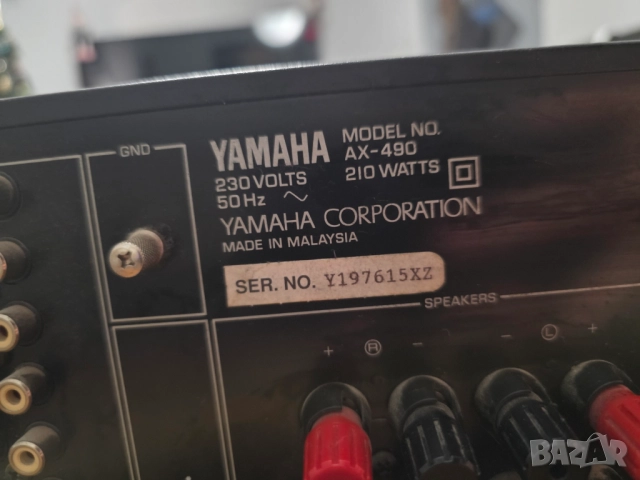 GND
YAMAHA
MODEL NO.
AX-490
230 VOLTS
210 WATTS
50 Hz ~
YAMAHA CORPORATION
MADE IN MALAYSIA
SER. NO. Y197615XZ
SPEAKERS
+ R - - L +
BAZAR